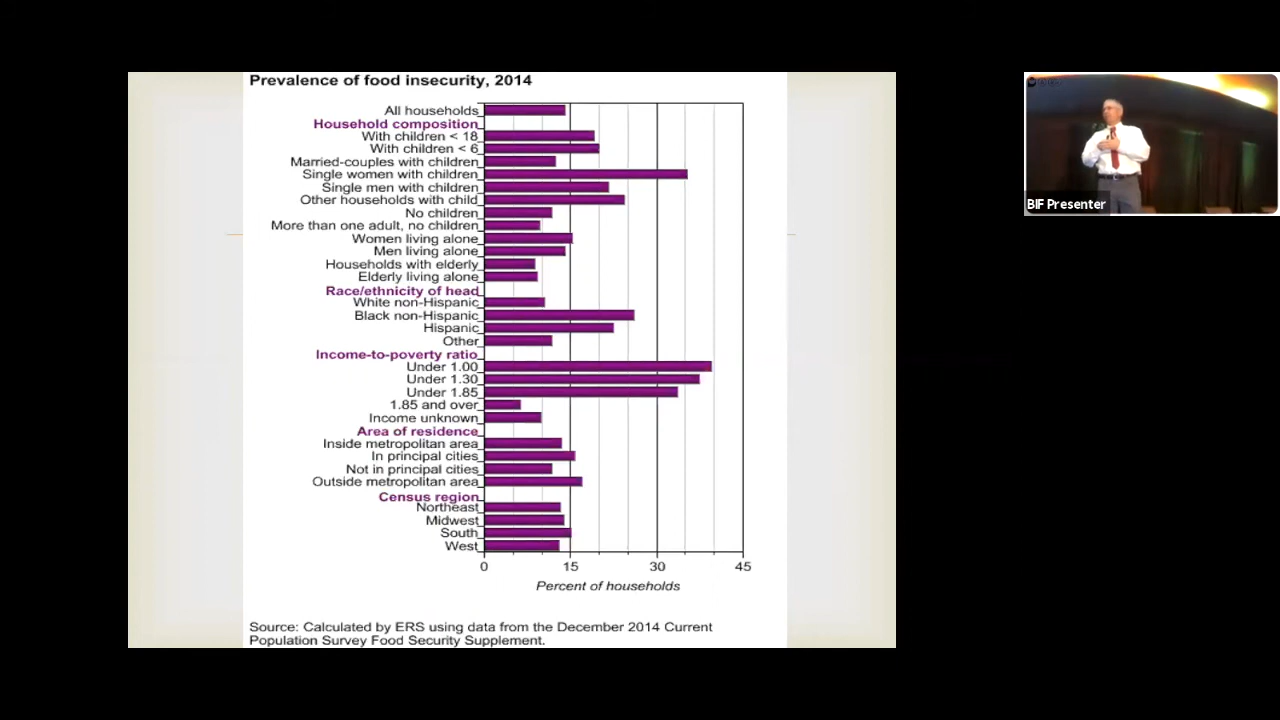 Prevalence of food insecurity, 2014
All households
Household composition
With children < 18
With children < 6
Married-couples with children
Single women with children
Single men with children
Other households with child
No children
More than one adult, no children
Women living alone
Men living alone
Households with elderly
Elderly living alone
Race/ethnicity of head
White non-Hispanic
Black non-Hispanic
Hispanic
Other
Income-to-poverty ratio
Under 1.00
Under 1.30
Under 1.85
1.85 and over
Income unknown
Area of residence
Inside metropolitan area
In principal cities
Not in principal cities
Outside metropolitan area
Census region
Northeast
Midwest
South
West
0 15 30 45
Percent of households
Source: Calculated by ERS using data from the December 2014 Current
Population Survey Food Security Supplement.
BIF Presenter